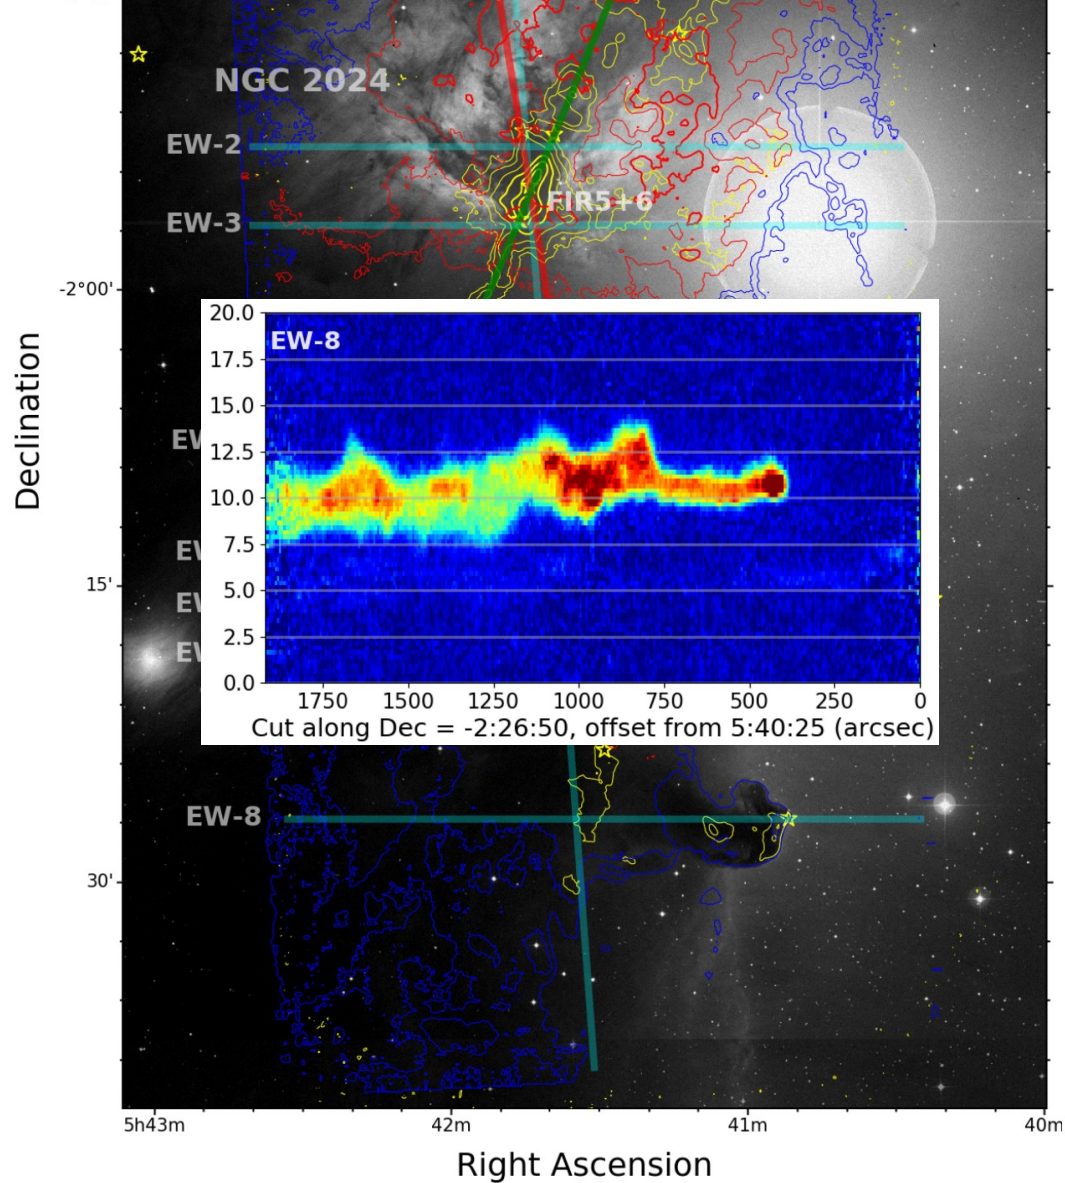 NGC 2024
EW-2
FIR5+6
EW-3
-2°00'
Declination
20.0
EW-8
17.5
15.0
12.5
10.0
7.5
5.0
2.5
0.0
1750 1500 1250 1000 750 500 250 0
Cut along Dec = -2:26:50, offset from 5:40:25 (arcsec)
15'
EW-8
30'
5h43m 42m 41m 40m
Right Ascension